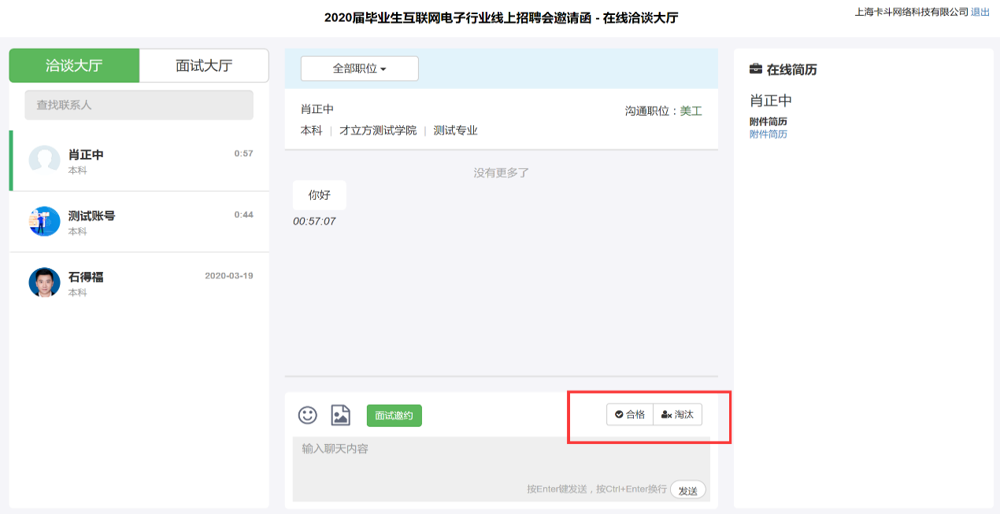 2020届毕业生互联网电子行业线上招聘会邀请函 - 在线洽谈大厅
上海卡斗网络科技有限公司 退出
洽谈大厅
面试大厅
查找联系人
肖正中
0:57
本科
测试账号
0:44
本科
石得福
2020-03-19
本科
全部职位
肖正中
沟通职位：美工
本科 | 才立方测试学院 | 测试专业
没有更多了
你好
00:57:07
面试邀约
合格
淘汰
输入聊天内容
按Enter键发送，按Ctrl+Enter换行
发送
在线简历
肖正中
附件简历
附件简历